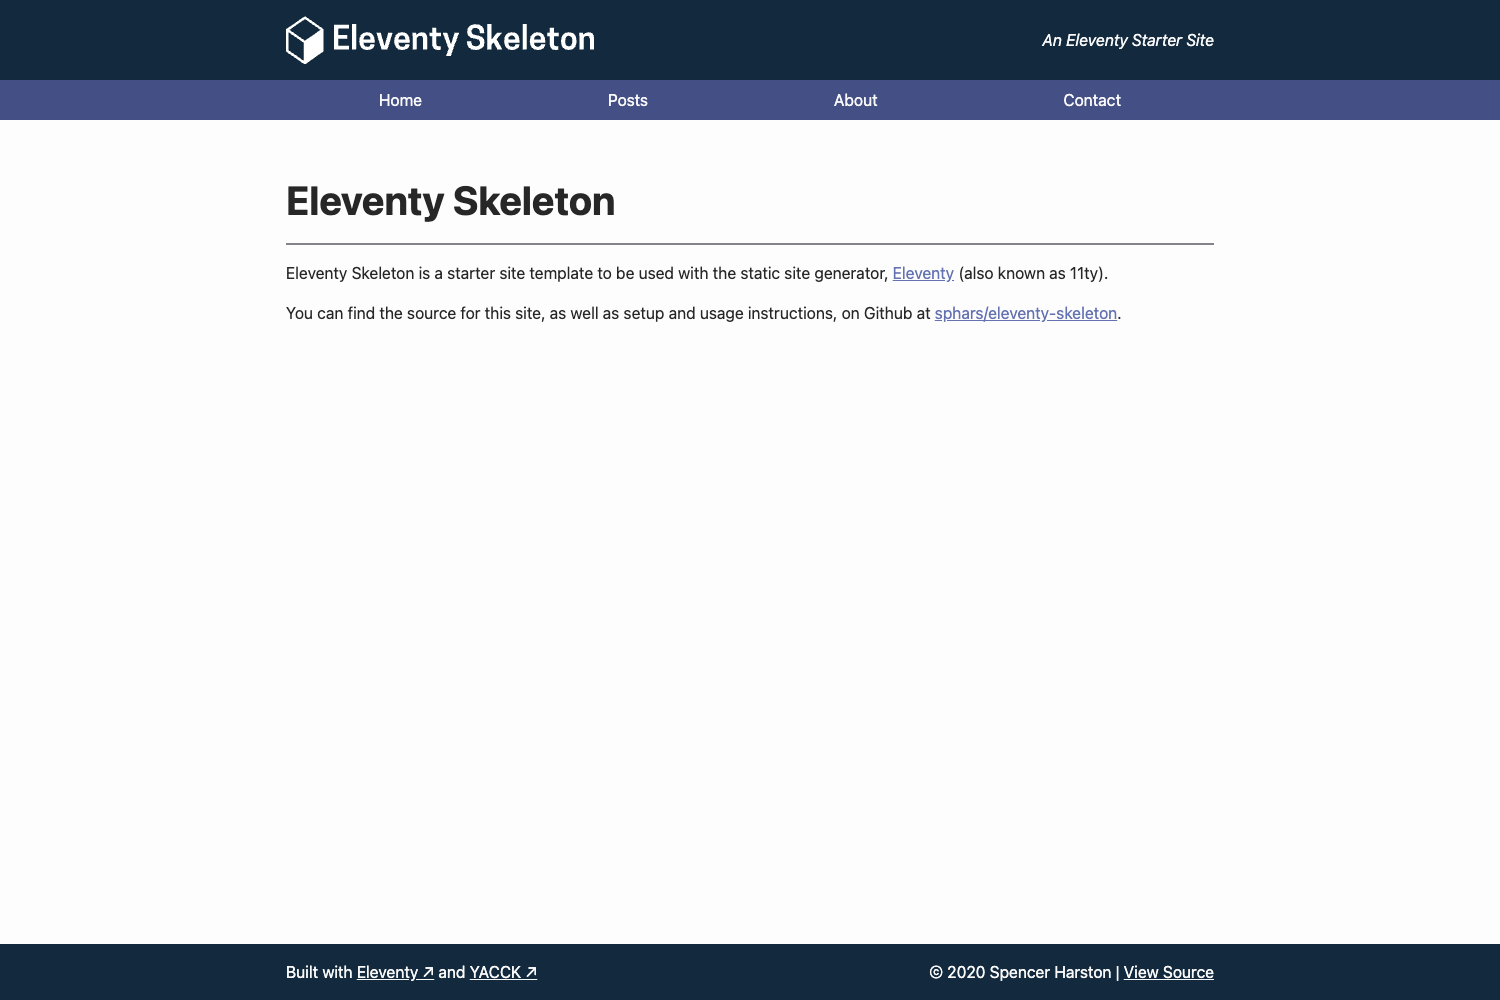 Eleventy Skeleton
An Eleventy Starter Site
Home Posts About Contact
Eleventy Skeleton
Eleventy Skeleton is a starter site template to be used with the static site generator, Eleventy (also known as 11ty).
You can find the source for this site, as well as setup and usage instructions, on Github at sphars/eleventy-skeleton.
Built with Eleventy ↗ and YACCK ↗
© 2020 Spencer Harston | View Source